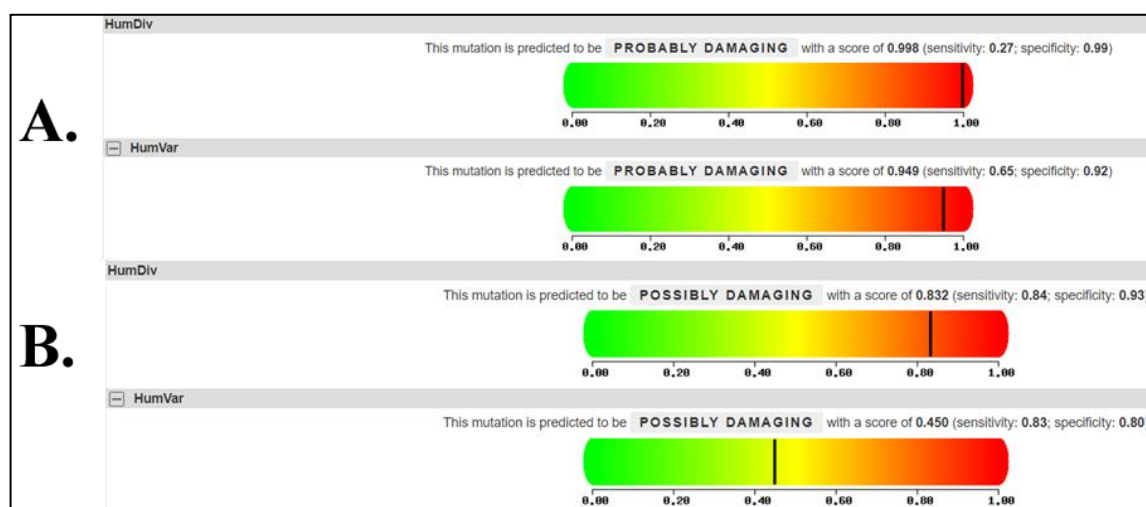 HumDiv
This mutation is predicted to be PROBABLY DAMAGING with a score of 0.998 (sensitivity: 0.27; specificity: 0.99)
0.00 0.20 0.40 0.60 0.80 1.00
A.
HumVar
This mutation is predicted to be PROBABLY DAMAGING with a score of 0.949 (sensitivity: 0.65; specificity: 0.92)
0.00 0.20 0.40 0.60 0.80 1.00
HumDiv
This mutation is predicted to be POSSIBLY DAMAGING with a score of 0.832 (sensitivity: 0.84; specificity: 0.93)
B.
0.00 0.20 0.40 0.60 0.80 1.00
HumVar
This mutation is predicted to be POSSIBLY DAMAGING with a score of 0.450 (sensitivity: 0.83; specificity: 0.80)
0.00 0.20 0.40 0.60 0.80 1.00